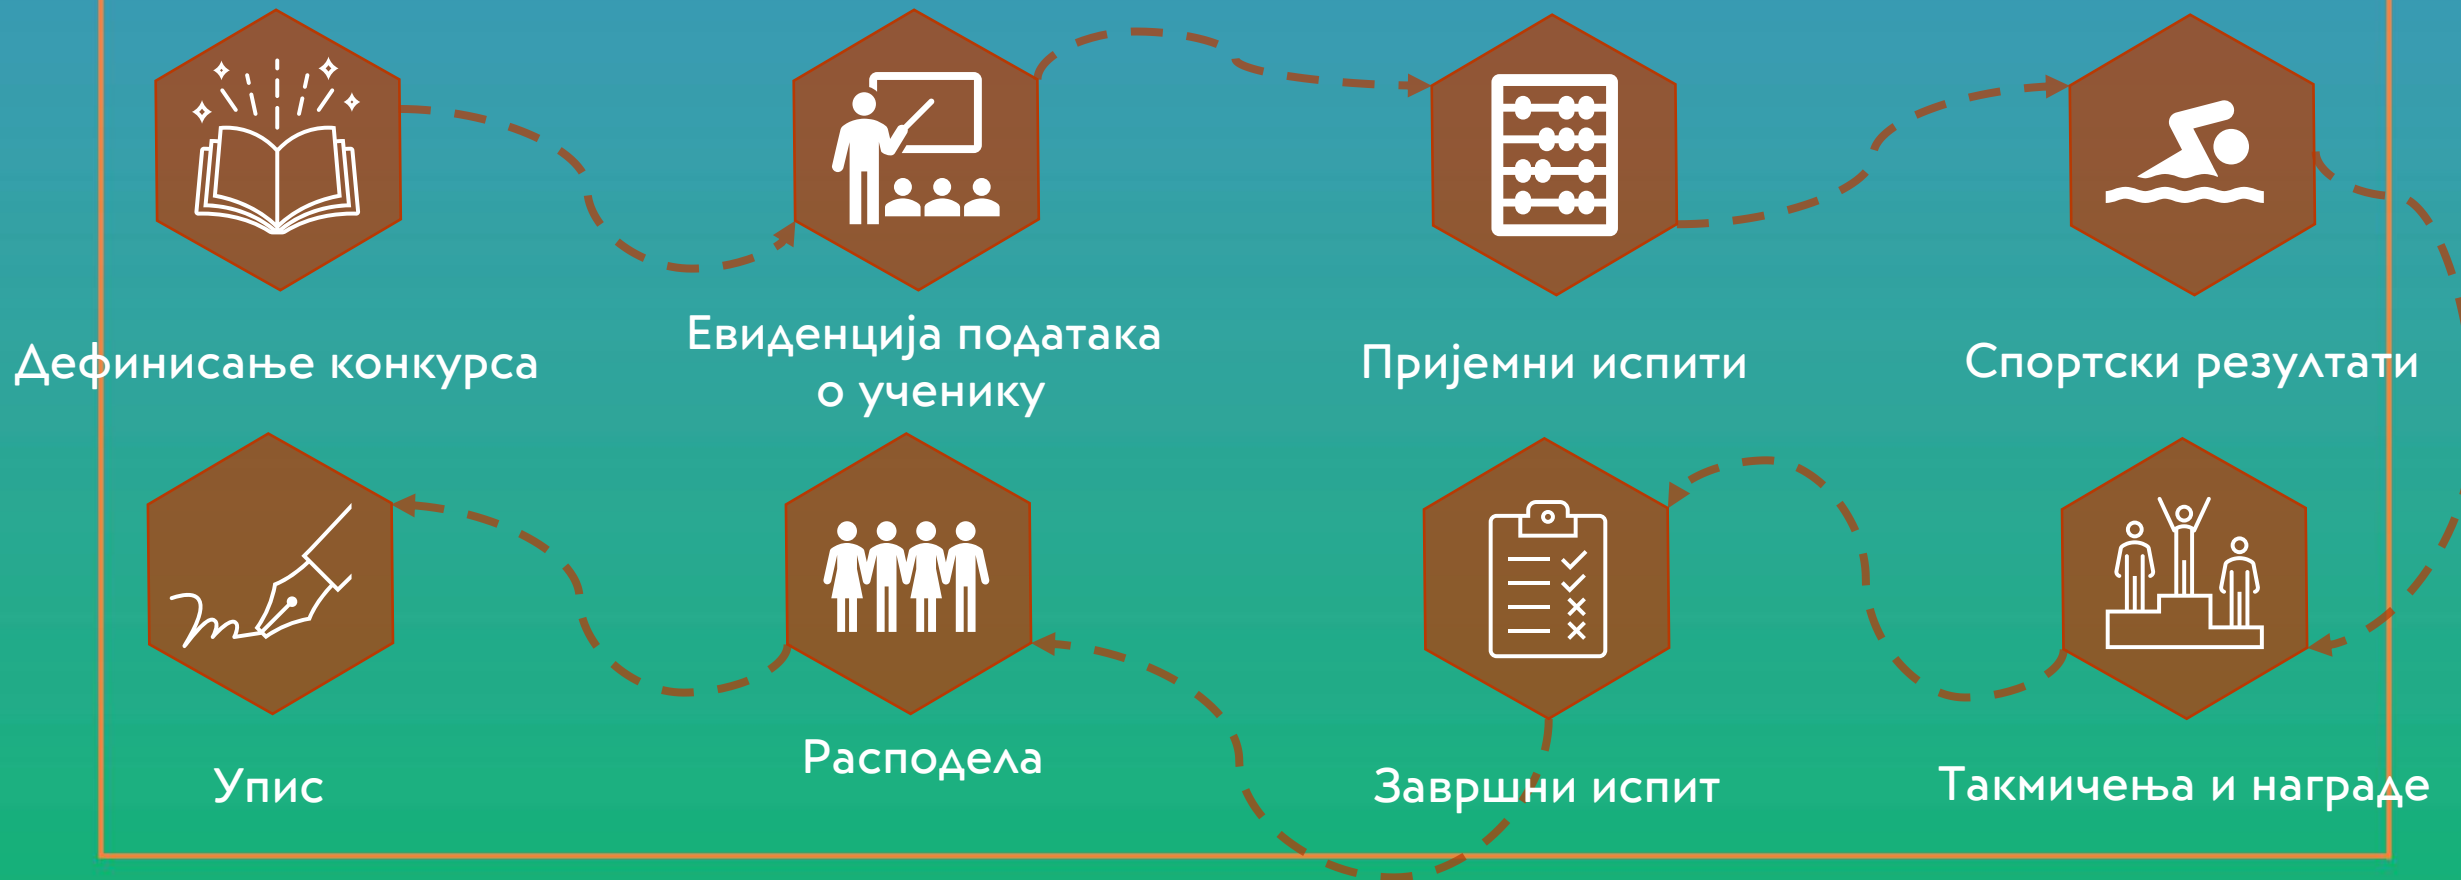 Дефинисање конкурса
Евиденција података
о ученику
Пријемни испити
Спортски резултати
Упис
Расподела
Завршни испит
Такмичења и награде